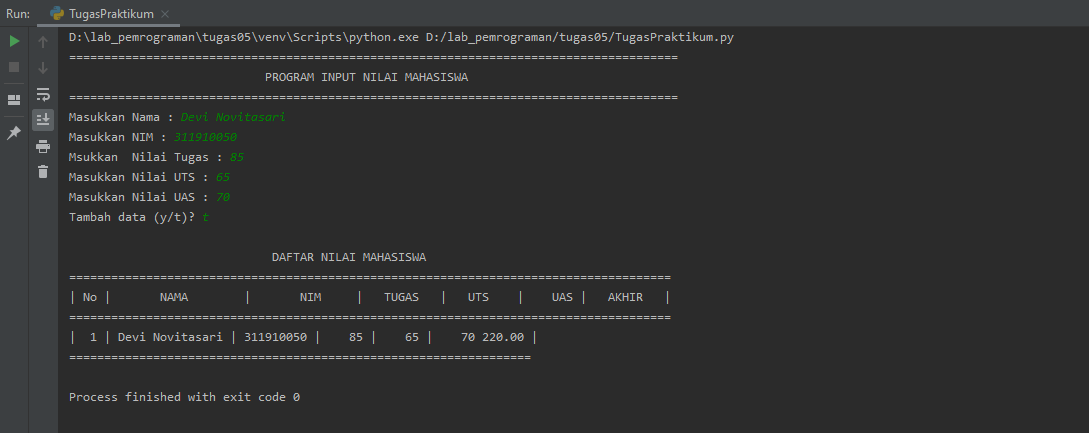 Run: TugasPraktikum
D:\lab_pemrograman\tugas05\venv\Scripts\python.exe D:/lab_pemrograman/tugas05/TugasPraktikum.py
=======================================================================================
PROGRAM INPUT NILAI MAHASISWA
=======================================================================================
Masukkan Nama : Devi Novitasari
Masukkan NIM : 311910050
Msukkan  Nilai Tugas : 85
Masukkan Nilai UTS : 65
Masukkan Nilai UAS : 70
Tambah data (y/t)? t
DAFTAR NILAI MAHASISWA
======================================================================================
| No |       NAMA        |       NIM     |   TUGAS   |   UTS    |    UAS |   AKHIR   |
======================================================================================
|  1 | Devi Novitasari | 311910050 |    85 |    65 |    70 220.00 |
==================================================================
Process finished with exit code 0